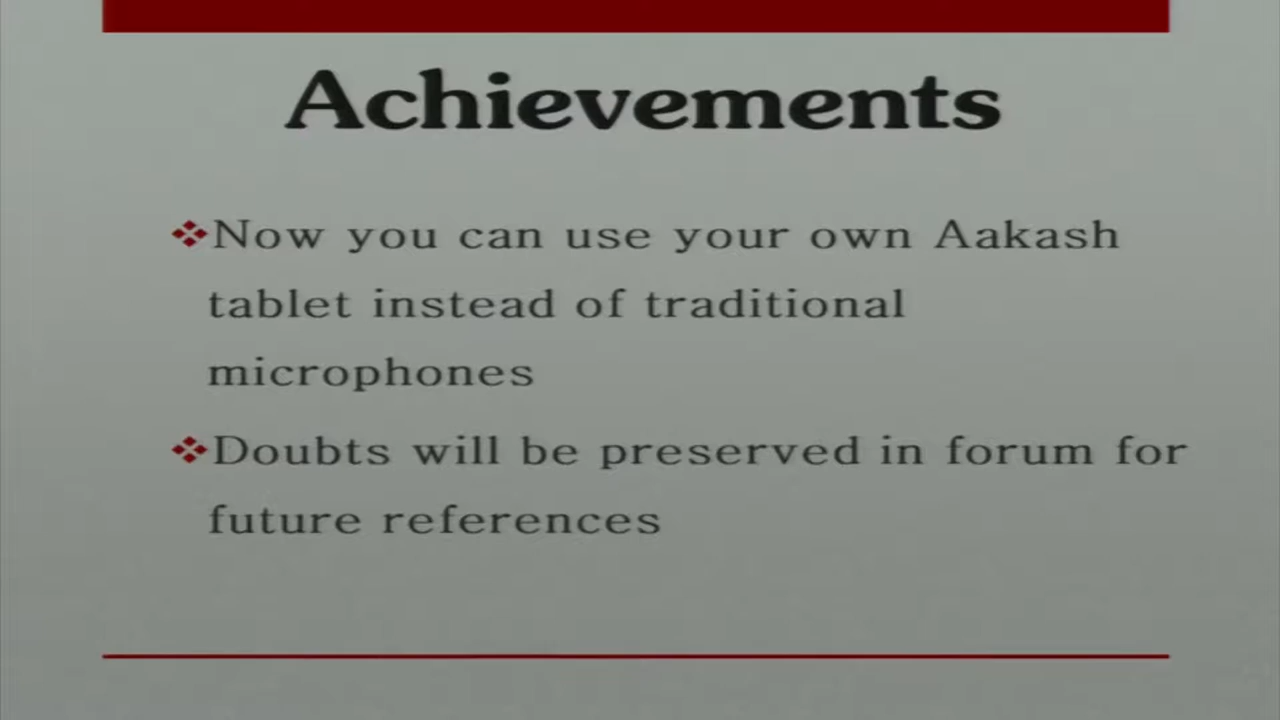 Achievements
Now you can use your own Aakash
tablet instead of traditional
microphones
Doubts will be preserved in forum for
future references